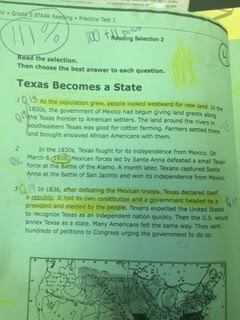 IV • Grade 5 STAAR Reading • Practice Test 1
111%
100 + 11
Reading Selection 2
Read the selection.
Then choose the best answer to each question.
Texas Becomes a State
1 As the population grew, people looked westward for new land. In the
1820s, the government of Mexico had begun giving land grants along
the Texas frontier to American settlers. The land around the rivers in
southeastern Texas was good for cotton farming. Farmers settled there
and brought enslaved African Americans with them.
2 In the 1830s, Texas fought for its independence from Mexico. On
March 6, 1836, Mexican forces led by Santa Anna defeated a small Texas
force at the Battle of the Alamo. A month later, Texans captured Santa
Anna at the Battle of San Jacinto and won its independence from Mexico.
3 In 1836, after defeating the Mexican troops, Texas declared itself
a republic. It had its own constitution and a government headed by a
president and elected by the people. Texans expected the United States
to recognize Texas as an independent nation quickly. Then the U.S. would
annex Texas as a state. Many Americans felt the same way. They sent
hundreds of petitions to Congress urging the government to do so.